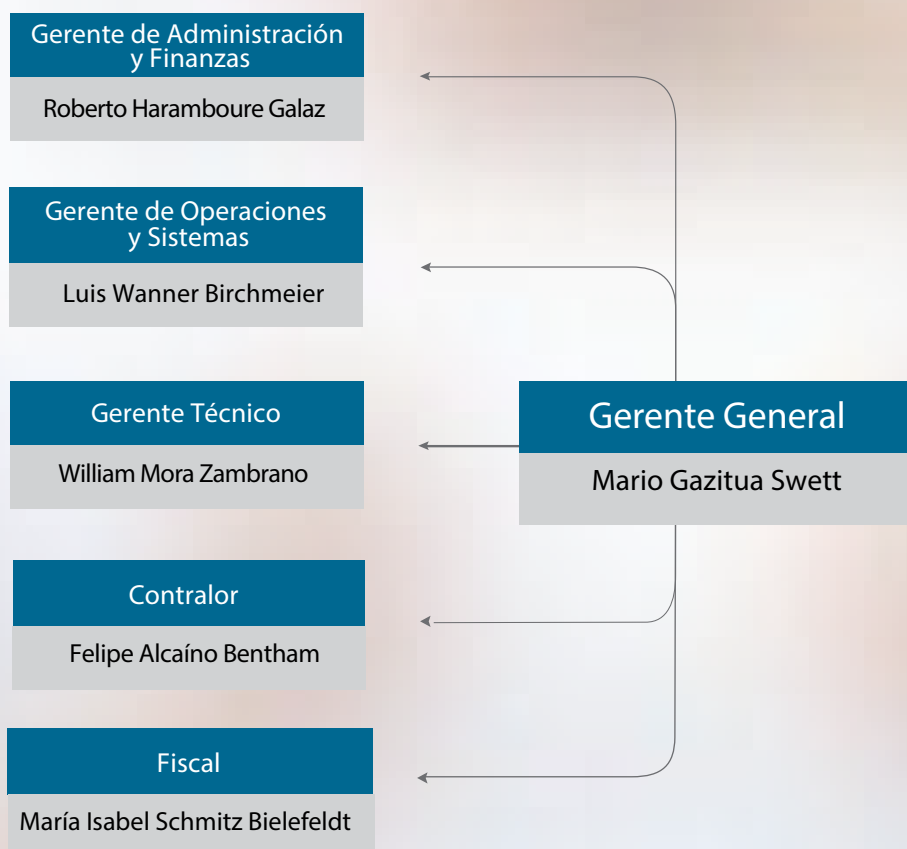 Gerente de Administración
y Finanzas
Roberto Haramboure Galaz
Gerente de Operaciones
y Sistemas
Luis Wanner Birchmeier
Gerente Técnico
William Mora Zambrano
Gerente General
Mario Gazitua Swett
Contralor
Felipe Alcaíno Bentham
Fiscal
María Isabel Schmitz Bielefeldt